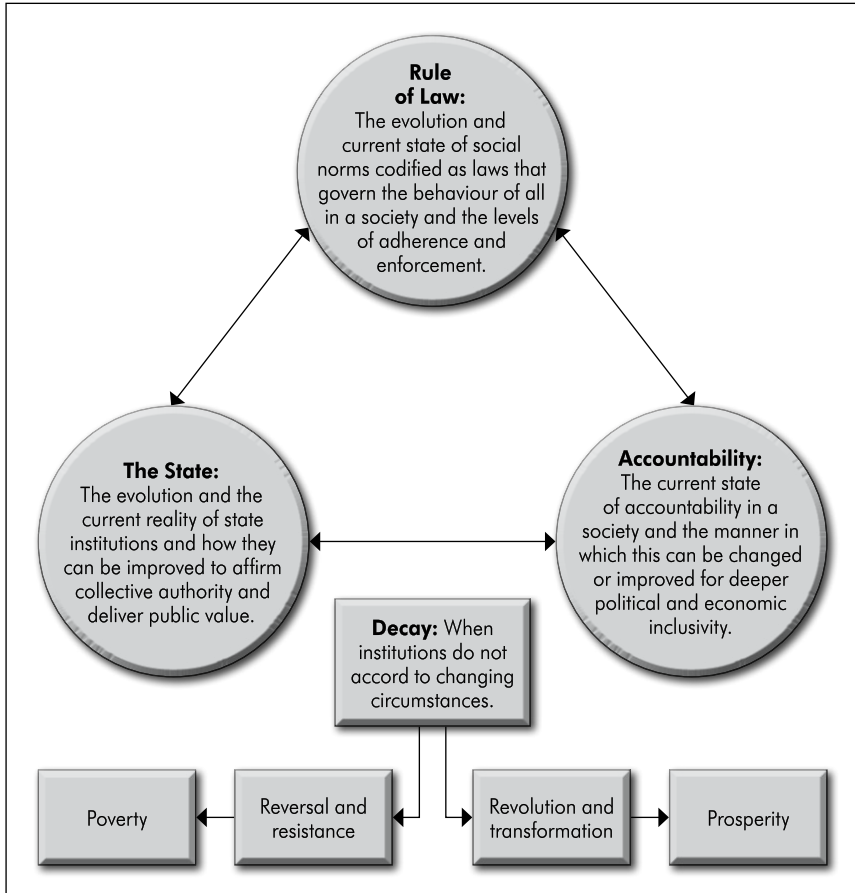 Rule
of Law:
The evolution and
current state of social
norms codified as laws that
govern the behaviour of all
in a society and the levels
of adherence and
enforcement.
The State:
The evolution and the
current reality of state
institutions and how they
can be improved to affirm
collective authority and
deliver public value.
Accountability:
The current state
of accountability in a
society and the manner in
which this can be changed
or improved for deeper
political and economic
inclusivity.
Decay: When
institutions do not
accord to changing
circumstances.
Poverty
Reversal and
resistance
Revolution and
transformation
Prosperity